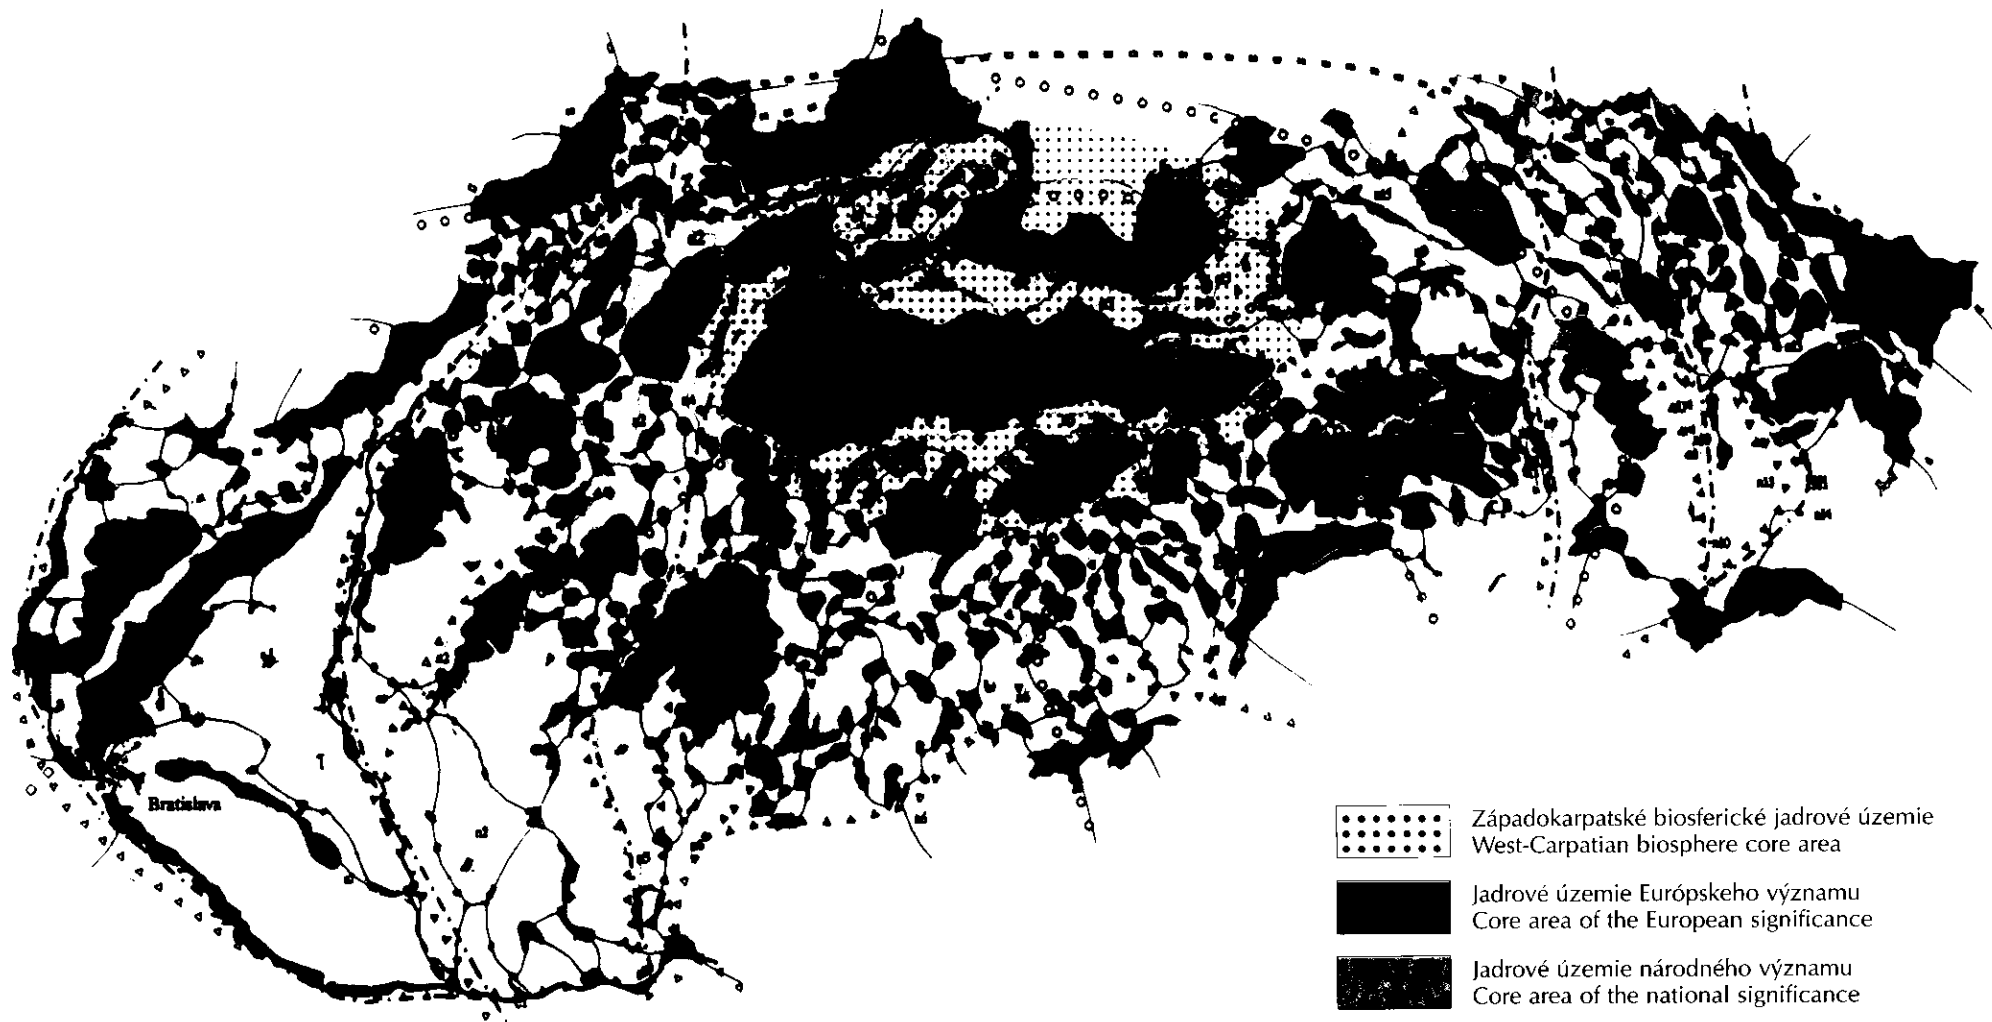 Bratislava
n2
Západokarpatské biosferické jadrové územie
West-Carpatian biosphere core area
Jadrové územie Európskeho významu
Core area of the European significance
Jadrové územie národného významu
Core area of the national significance